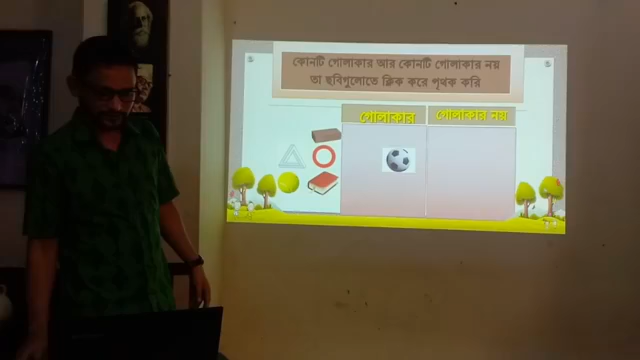 কোনটি গোলাকার আর কোনটি গোলাকার নয়
তা ছবিগুলোতে ক্লিক করে পৃথক করি
গোলাকার
গোলাকার নয়